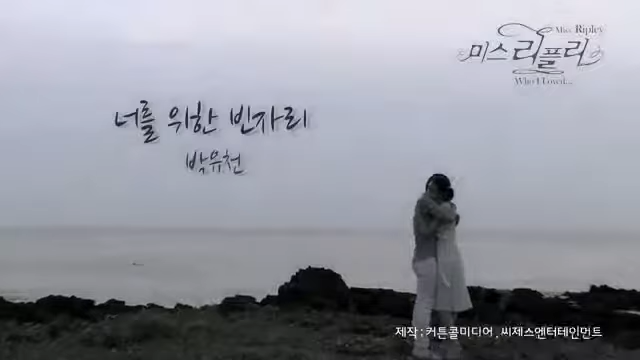 Miss Ripley
미스 리플리
Who I Loved...
너를 위한 빈자리
박유천
제작 : 커튼콜미디어 . 씨제스엔터테인먼트